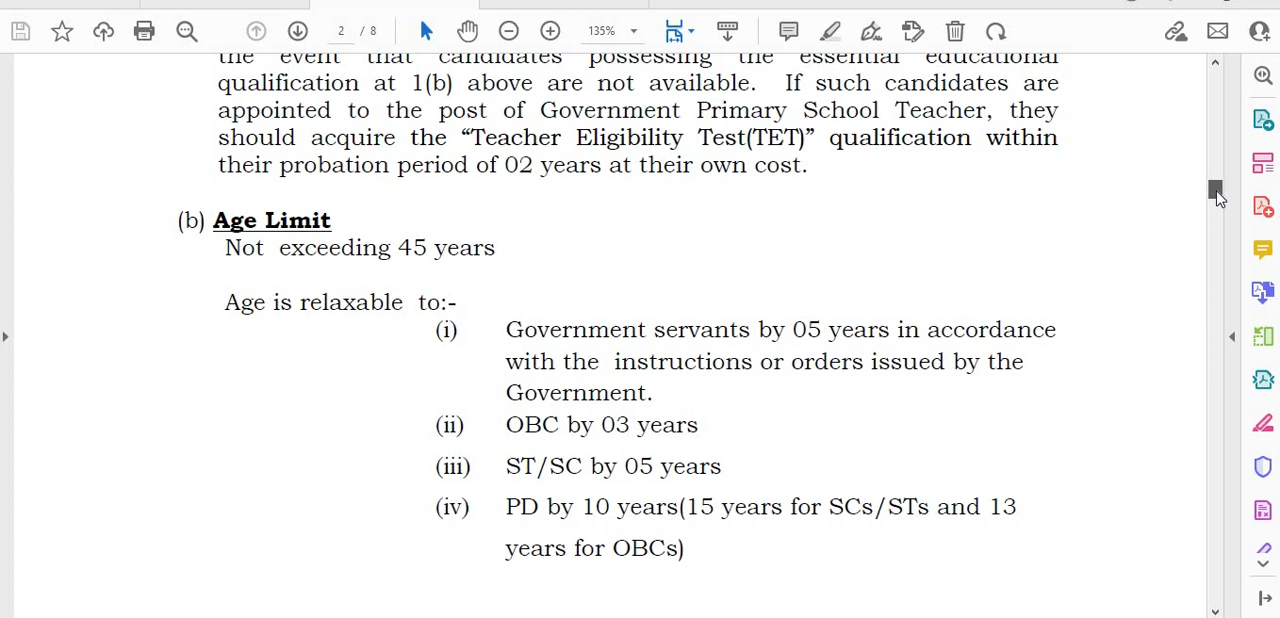 2 / 8
135%
the event that candidates possessing the essential educational
qualification at 1(b) above are not available. If such candidates are
appointed to the post of Government Primary School Teacher, they
should acquire the “Teacher Eligibility Test(TET)” qualification within
their probation period of 02 years at their own cost.
(b) Age Limit
Not exceeding 45 years
Age is relaxable to:-
(i) Government servants by 05 years in accordance
with the instructions or orders issued by the
Government.
(ii) OBC by 03 years
(iii) ST/SC by 05 years
(iv) PD by 10 years(15 years for SCs/STs and 13
years for OBCs)